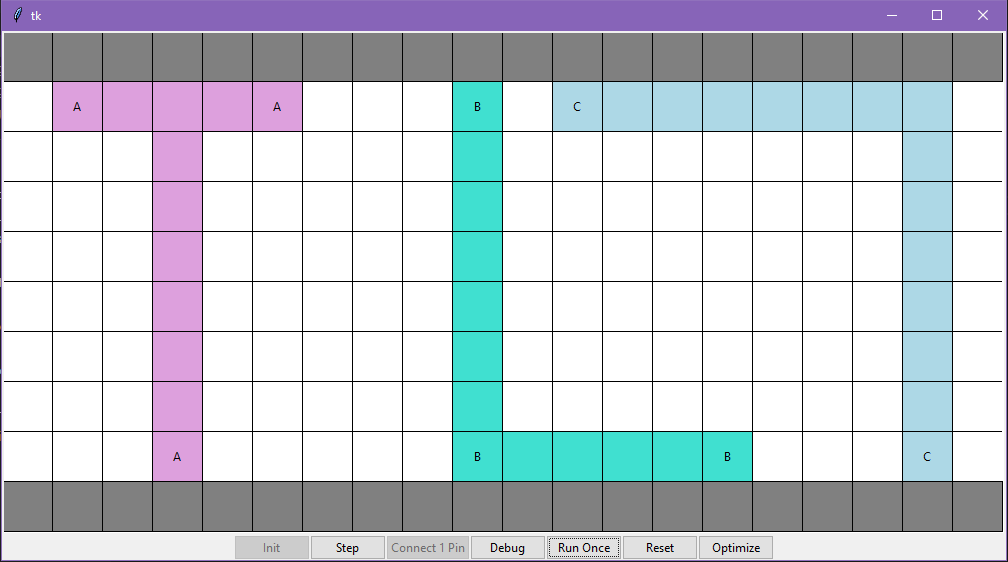 tk
A A B C
A B B C
Init Step Connect 1 Pin Debug Run Once Reset Optimize